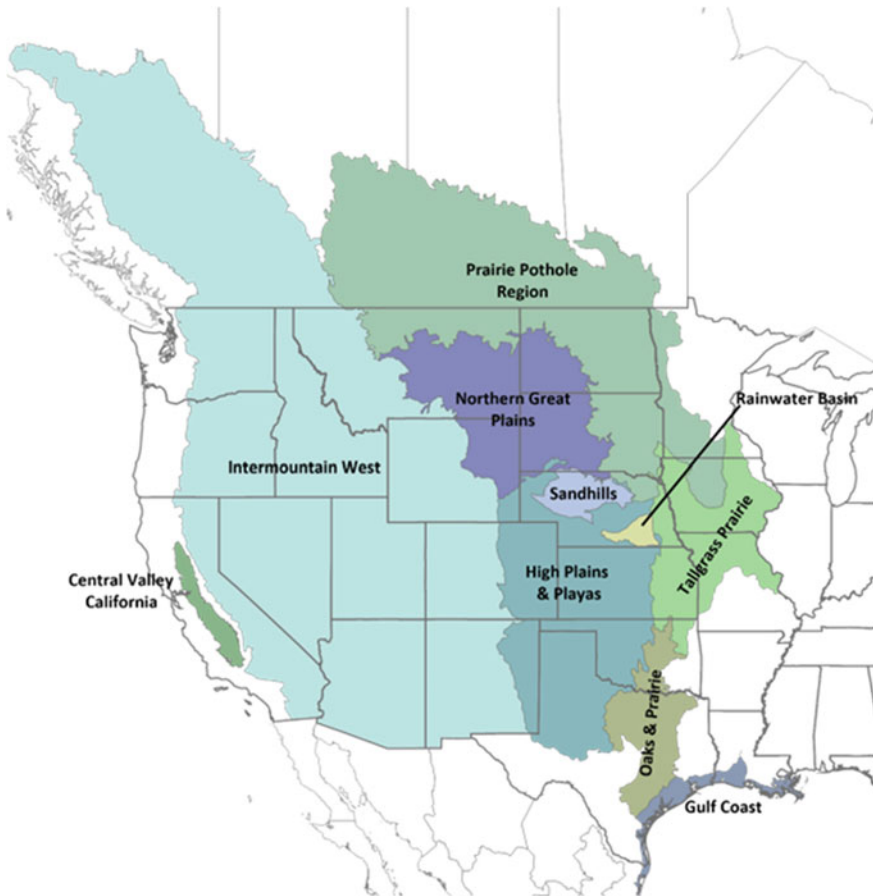 Prairie Pothole
Region
Northern Great
Plains
Rainwater Basin
Intermountain West
Sandhills
Tallgrass Prairie
Central Valley
California
High Plains
& Playas
Oaks & Prairie
Gulf Coast